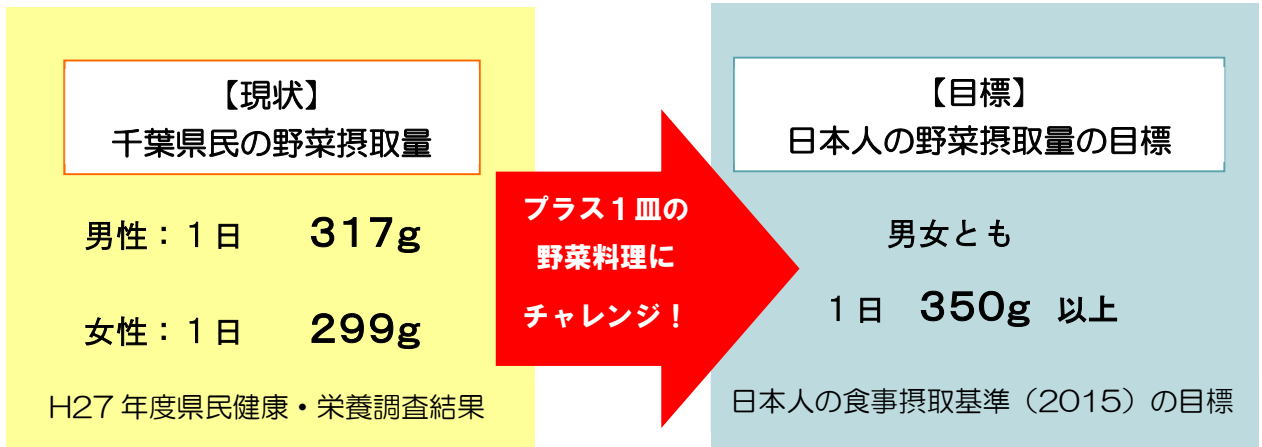 【現状】
千葉県民の野菜摂取量
男性：１日　317g
女性：１日　299g
H27年度県民健康・栄養調査結果
プラス１皿の
野菜料理に
チャレンジ！
【目標】
日本人の野菜摂取量の目標
男女とも
１日　350g 以上
日本人の食事摂取基準（2015）の目標